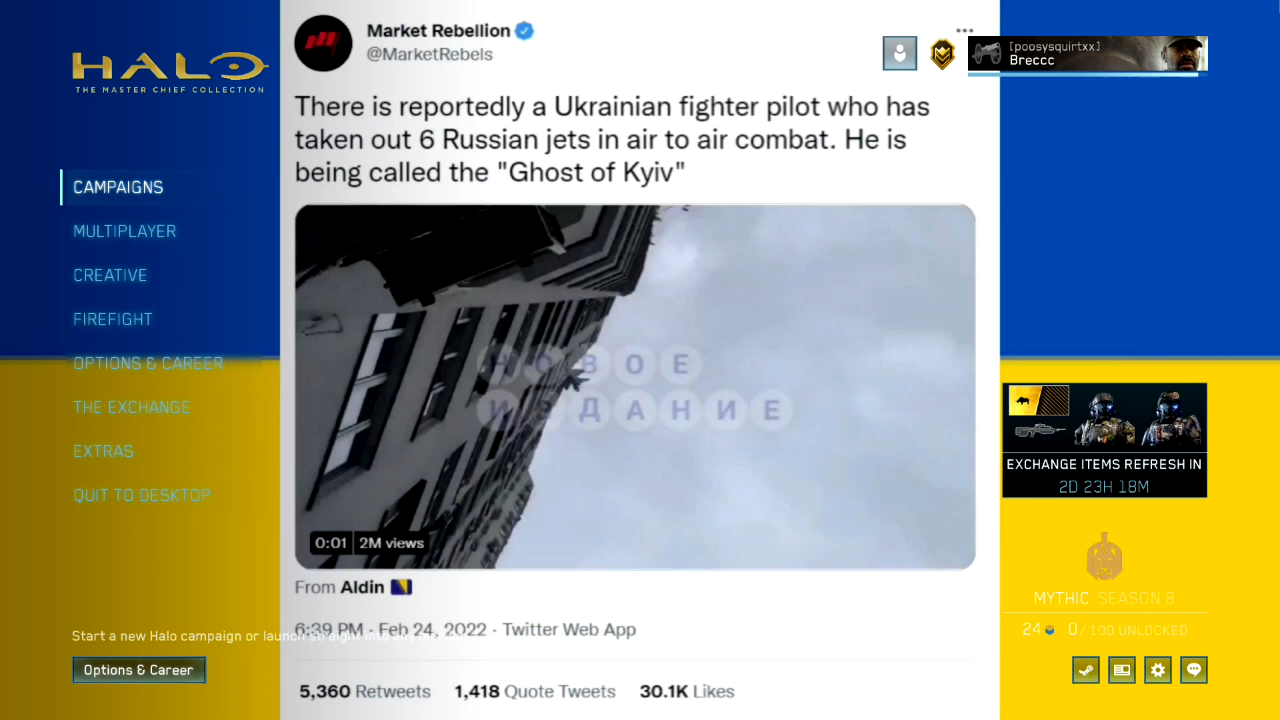 HALO
THE MASTER CHIEF COLLECTION
Market Rebellion
@MarketRebels
[poosysquirtxx]
Breccc
There is reportedly a Ukrainian fighter pilot who has
taken out 6 Russian jets in air to air combat. He is
being called the "Ghost of Kyiv"
CAMPAIGNS
MULTIPLAYER
CREATIVE
FIREFIGHT
OPTIONS & CAREER
THE EXCHANGE
EXTRAS
QUIT TO DESKTOP
НОВОЕ
ИЗДАНИЕ
0:01 2M views
From Aldin
6:39 PM · Feb 24, 2022 · Twitter Web App
5,360 Retweets 1,418 Quote Tweets 30.1K Likes
EXCHANGE ITEMS REFRESH IN
2D 23H 18M
MYTHIC SEASON 8
24 0/100 UNLOCKED
Start a new Halo campaign or launch straight into any
Options & Career